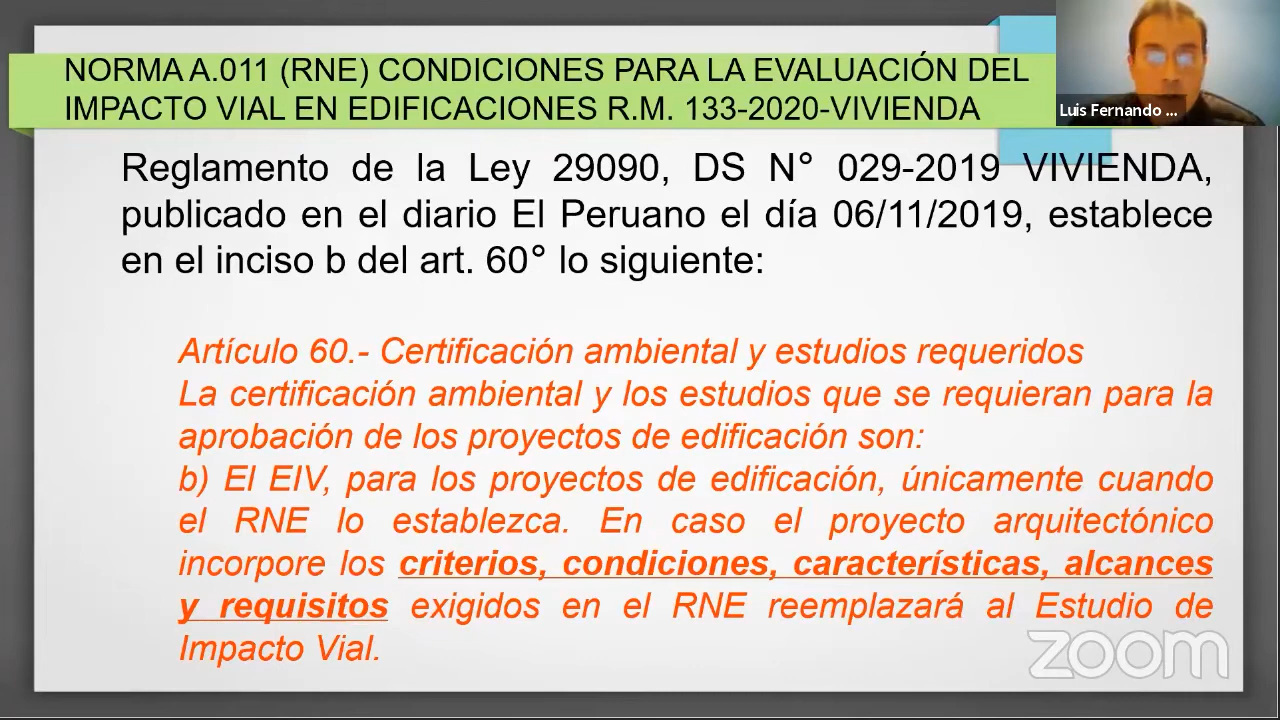 NORMA A.011 (RNE) CONDICIONES PARA LA EVALUACIÓN DEL
IMPACTO VIAL EN EDIFICACIONES R.M. 133-2020-VIVIENDA
Luis Fernando ...
Reglamento de la Ley 29090, DS N° 029-2019 VIVIENDA,
publicado en el diario El Peruano el día 06/11/2019, establece
en el inciso b del art. 60° lo siguiente:
Artículo 60.- Certificación ambiental y estudios requeridos
La certificación ambiental y los estudios que se requieran para la
aprobación de los proyectos de edificación son:
b) El EIV, para los proyectos de edificación, únicamente cuando
el RNE lo establezca. En caso el proyecto arquitectónico
incorpore los criterios, condiciones, características, alcances
y requisitos exigidos en el RNE reemplazará al Estudio de
Impacto Vial.
zoom